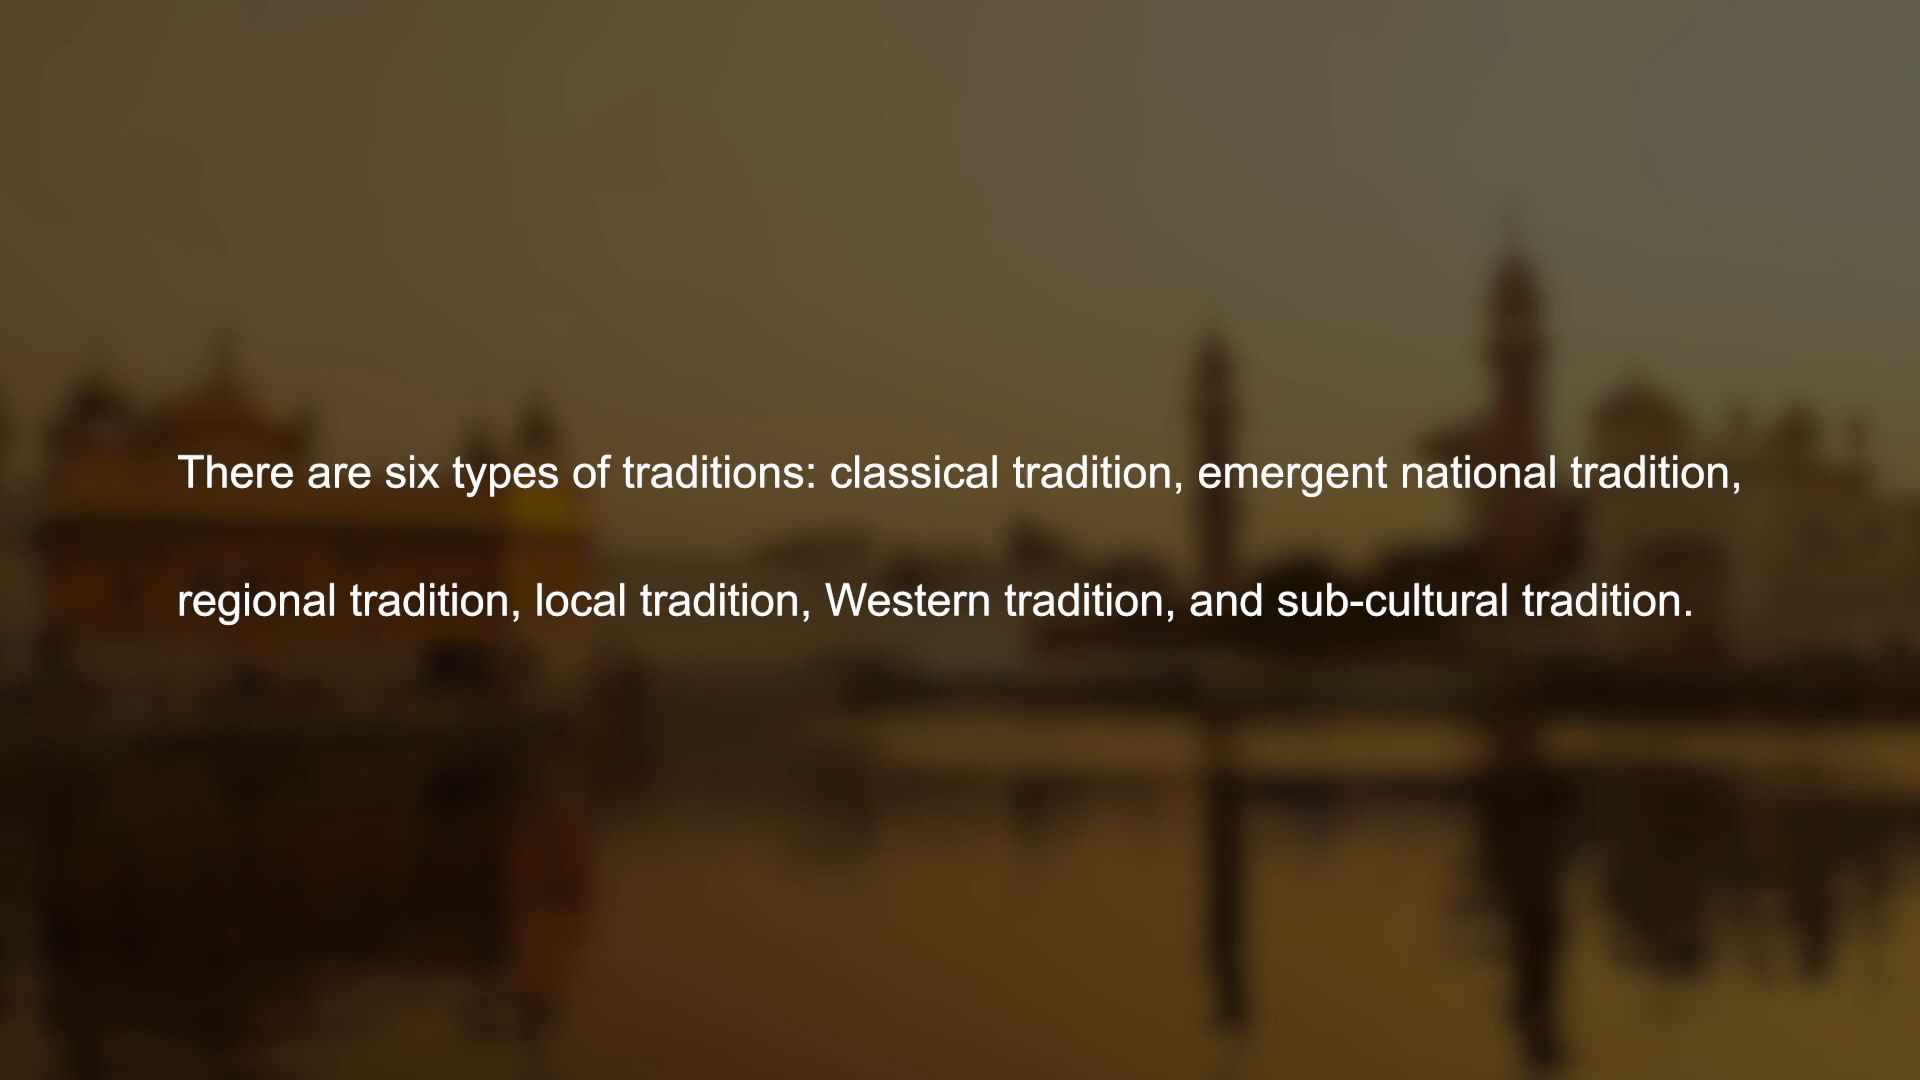 There are six types of traditions: classical tradition, emergent national tradition,
regional tradition, local tradition, Western tradition, and sub-cultural tradition.